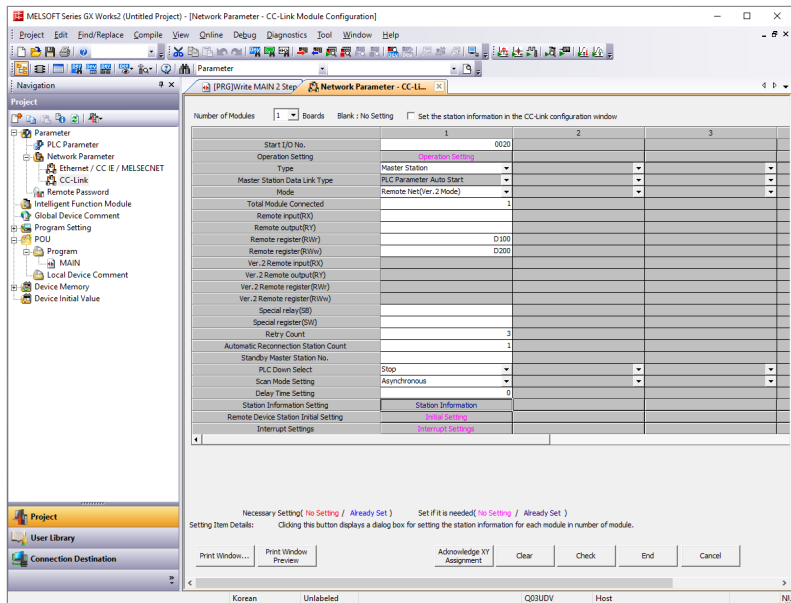 MELSOFT Series GX Works2 (Untitled Project) - [Network Parameter - CC-Link Module Configuration]
Project Edit Find/Replace Compile View Online Debug Diagnostics Tool Window Help
Parameter
Navigation
[PRG]Write MAIN 2 Step
Network Parameter - CC-Li...
Project
Parameter
PLC Parameter
Network Parameter
Ethernet / CC IE / MELSECNET
CC-Link
Remote Password
Intelligent Function Module
Global Device Comment
Program Setting
POU
Program
MAIN
Local Device Comment
Device Memory
Device Initial Value
Project
User Library
Connection Destination
Number of Modules 1 Boards Blank : No Setting Set the station information in the CC-Link configuration window
1 2 3
Start I/O No. 0020
Operation Setting Operation Setting
Type Master Station
Master Station Data Link Type PLC Parameter Auto Start
Mode Remote Net(Ver.2 Mode)
Total Module Connected 1
Remote input(RX)
Remote output(RY)
Remote register(RWr) D100
Remote register(RWw) D200
Ver.2 Remote input(RX)
Ver.2 Remote output(RY)
Ver.2 Remote register(RWr)
Ver.2 Remote register(RWw)
Special relay(SB)
Special register(SW)
Retry Count 3
Automatic Reconnection Station Count 1
Standby Master Station No.
PLC Down Select Stop
Scan Mode Setting Asynchronous
Delay Time Setting 0
Station Information Setting Station Information
Remote Device Station Initial Setting Initial Setting
Interrupt Settings Interrupt Settings
Necessary Setting( No Setting / Already Set ) Set if it is needed( No Setting / Already Set )
Setting Item Details: Clicking this button displays a dialog box for setting the station information for each module in number of module.
Print Window... Print Window Preview Acknowledge XY Assignment Clear Check End Cancel
Korean Unlabeled Q03UDV Host